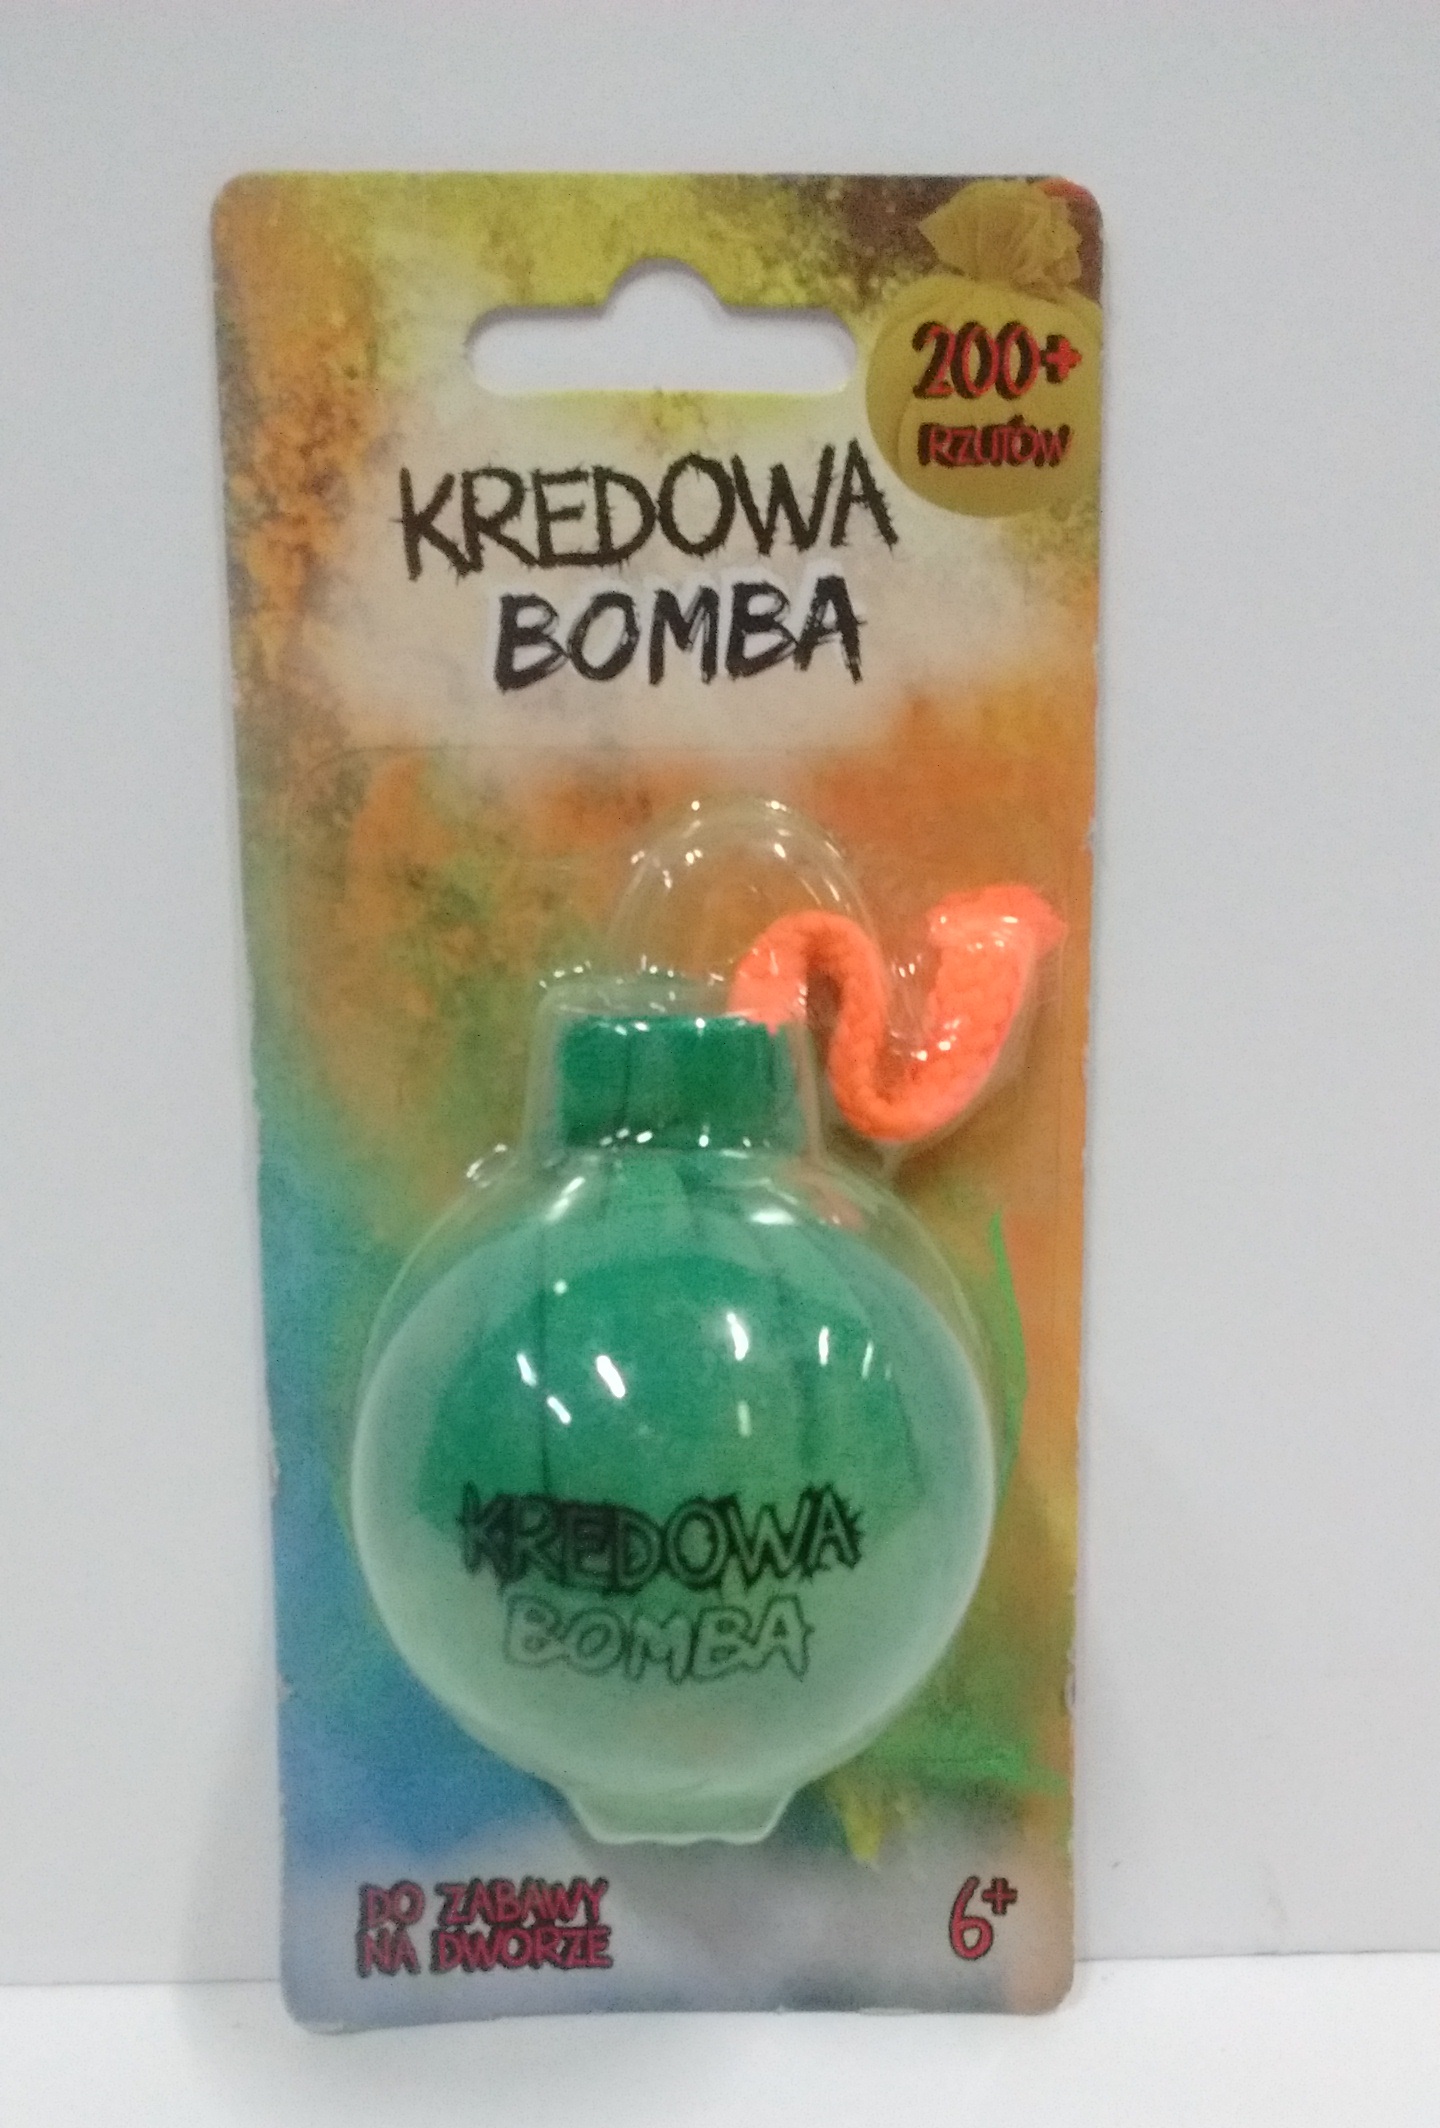 200+
RZUTÓW
KREDOWA
BOMBA
KREDOWA
BOMBA
DO ZABAWY
NA DWORZE
6+